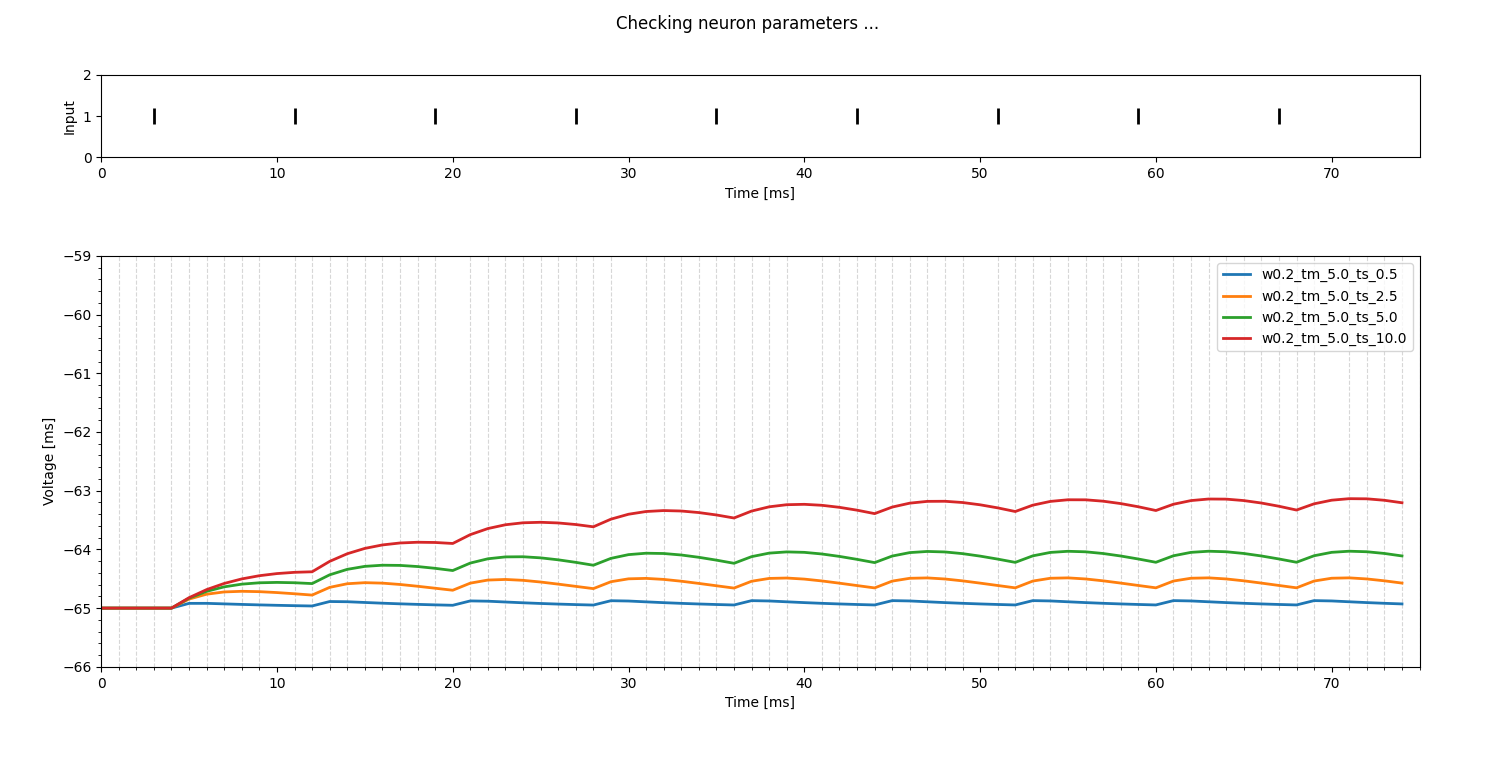 Checking neuron parameters ...
2
1
0
Input
0 10 20 30 40 50 60 70
Time [ms]
−59
−60
−61
−62
−63
−64
−65
−66
Voltage [ms]
w0.2_tm_5.0_ts_0.5
w0.2_tm_5.0_ts_2.5
w0.2_tm_5.0_ts_5.0
w0.2_tm_5.0_ts_10.0
0 10 20 30 40 50 60 70
Time [ms]